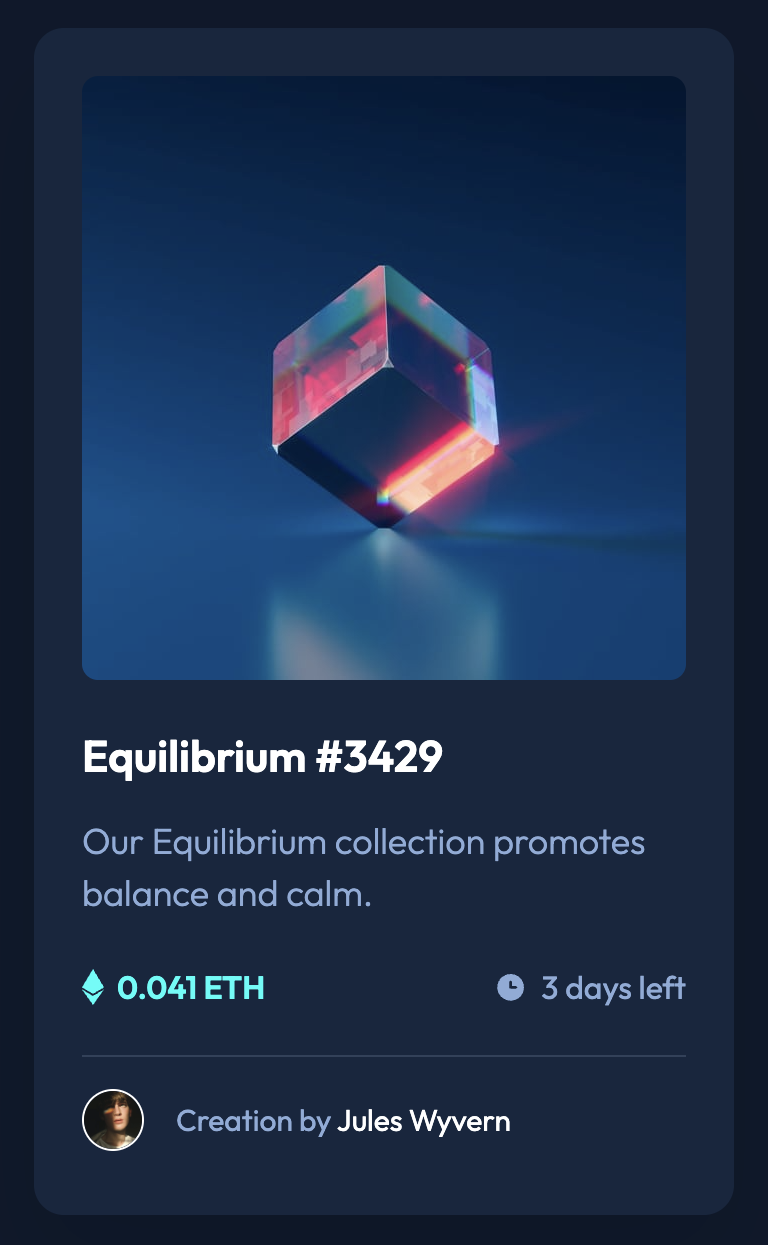 Equilibrium #3429
Our Equilibrium collection promotes
balance and calm.
0.041 ETH
3 days left
Creation by Jules Wyvern